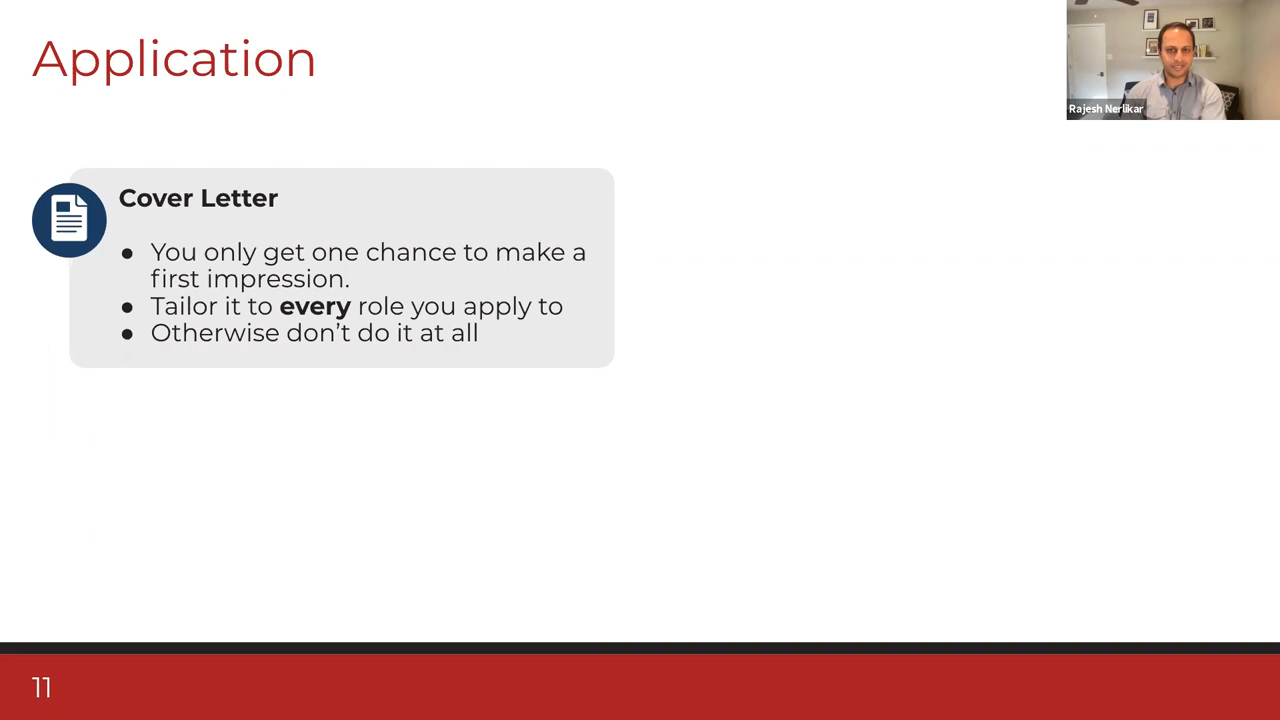 Application
Rajesh Nerlikar
Cover Letter
● You only get one chance to make a
first impression.
● Tailor it to every role you apply to
● Otherwise don’t do it at all
11